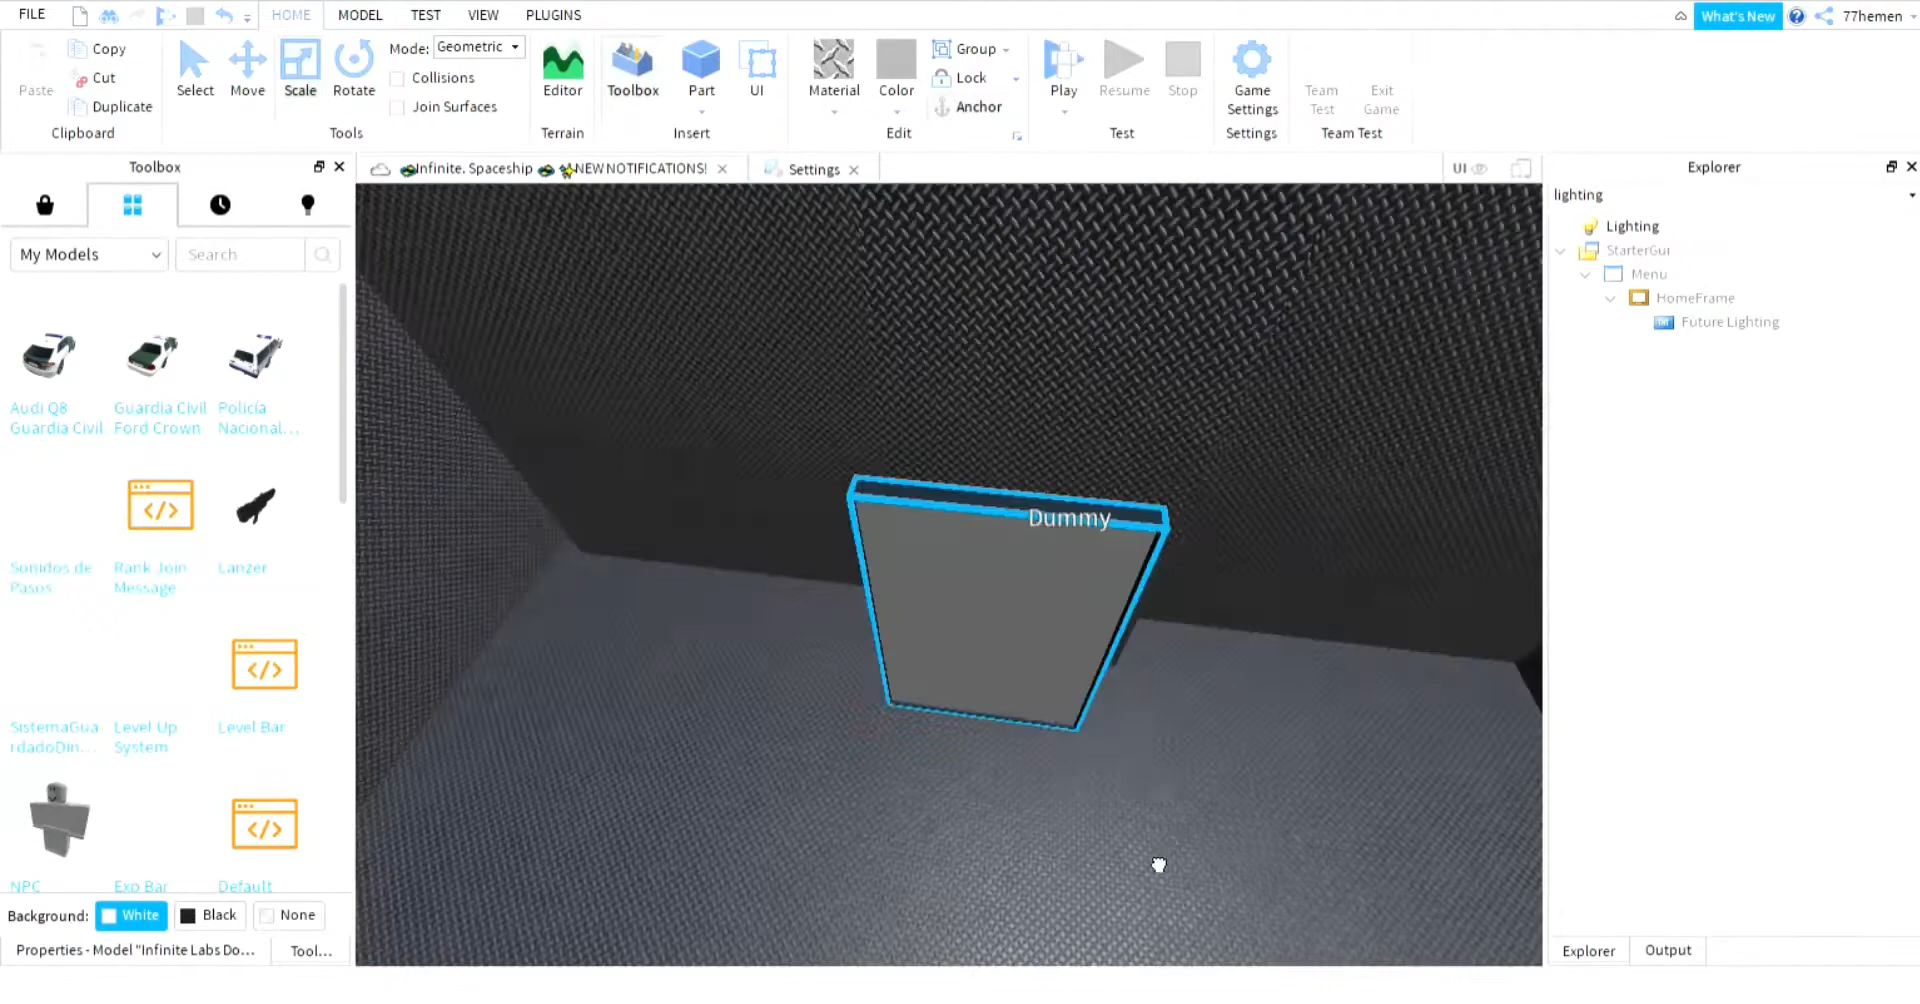 FILE HOME MODEL TEST VIEW PLUGINS What's New 77hemen
Paste Copy Cut Duplicate
Clipboard
Select Move Scale Rotate
Mode: Geometric
Collisions
Join Surfaces
Tools
Editor
Terrain
Toolbox Part UI
Insert
Material Color Group Lock Anchor
Edit
Play Resume Stop
Test
Game Settings
Settings
Team Test
Exit Game
Team Test
Toolbox
My Models
Search
Audi Q8 Guardia Civil
Guardia Civil Ford Crown
Policía Nacional...
Sonidos de Pasos
Rank Join Message
Lanzer
SistemaGua
rdadoDin...
Level Up System
Level Bar
NPC
Exp Bar
Default
Background: White Black None
Properties - Model "Infinite Labs Do...
Tool...
Infinite. Spaceship NEW NOTIFICATIONS!
Settings
UI
Dummy
Explorer
lighting
Lighting
StarterGui
Menu
HomeFrame
Future Lighting
Explorer Output